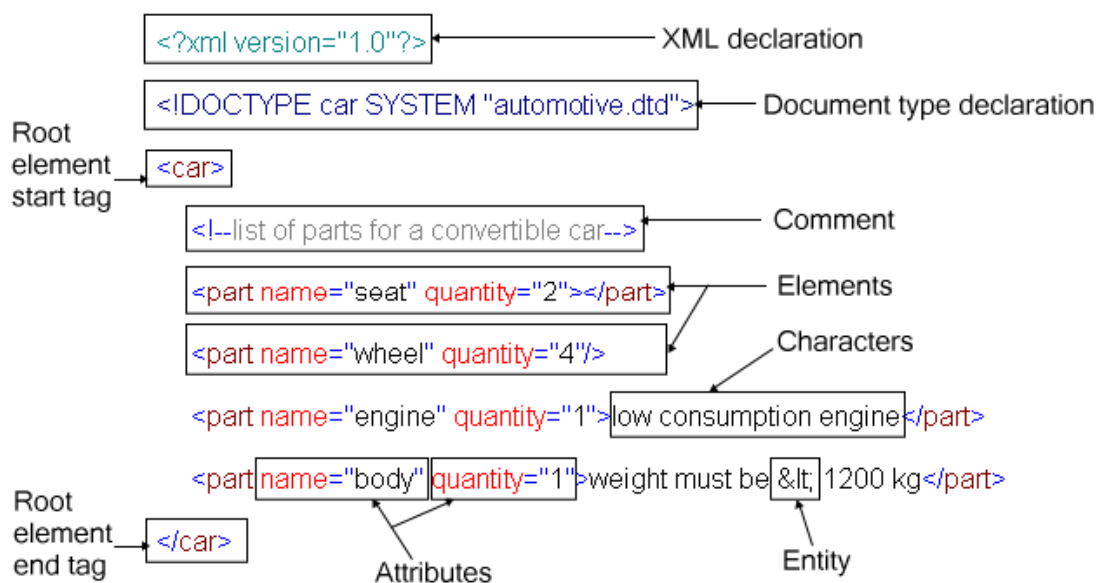 <?xml version="1.0"?>
XML declaration
<!DOCTYPE car SYSTEM "automotive.dtd">
Document type declaration
Root
element
start tag
<car>
<!--list of parts for a convertible car-->
Comment
<part name="seat" quantity="2"></part>
Elements
<part name="wheel" quantity="4"/>
Characters
<part name="engine" quantity="1">low consumption engine</part>
<part name="body" quantity="1">weight must be &lt; 1200 kg</part>
Root
element
end tag
</car>
Attributes
Entity